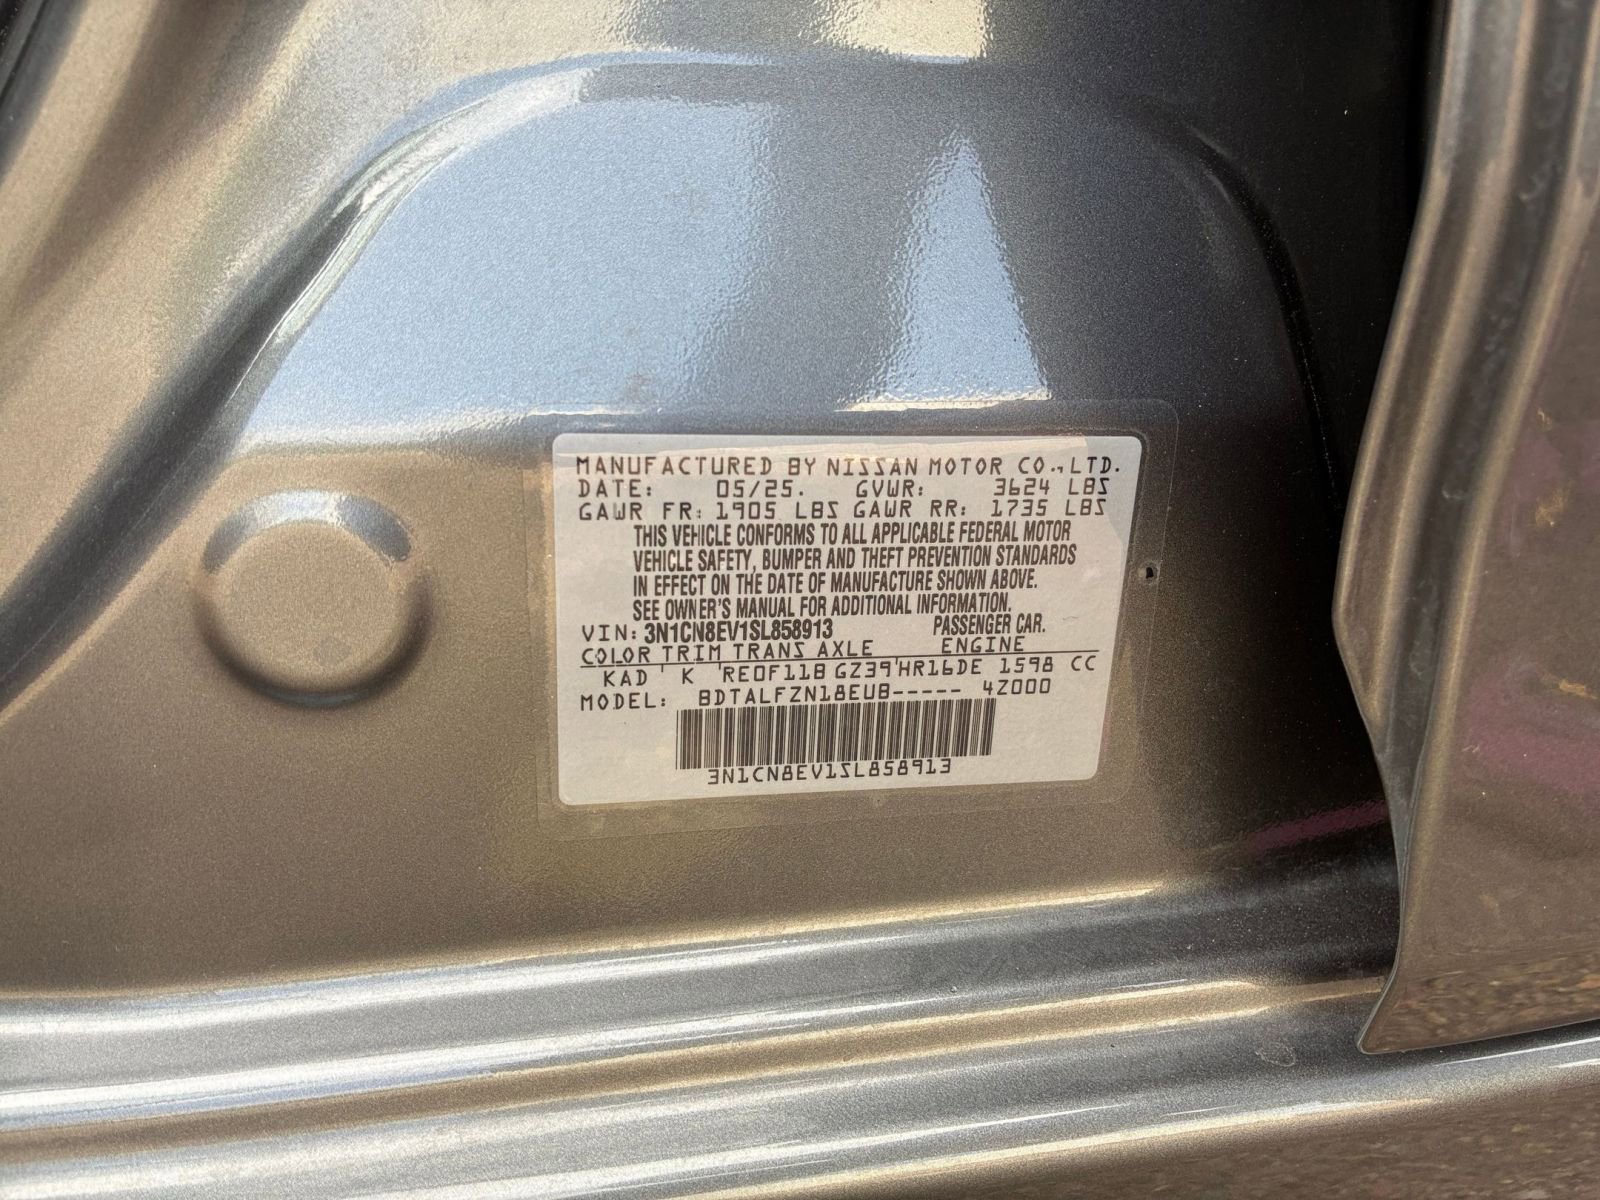 MANUFACTURED BY NISSAN MOTOR CO.,LTD.
DATE: 05/25. GVWR: 3624 LBS
GAWR FR: 1905 LBS GAWR RR: 1735 LBS
THIS VEHICLE CONFORMS TO ALL APPLICABLE FEDERAL MOTOR
VEHICLE SAFETY, BUMPER AND THEFT PREVENTION STANDARDS
IN EFFECT ON THE DATE OF MANUFACTURE SHOWN ABOVE.
SEE OWNER'S MANUAL FOR ADDITIONAL INFORMATION.
VIN: 3N1CN8EV1SL858913 PASSENGER CAR.
COLOR TRIM TRANS AXLE ENGINE
KAD ' K 'RE0F11B GZ39'HR16DE 1598 CC
MODEL: BDTALFZN18EUB----- 4Z000
3N1CN8EV1SL858913